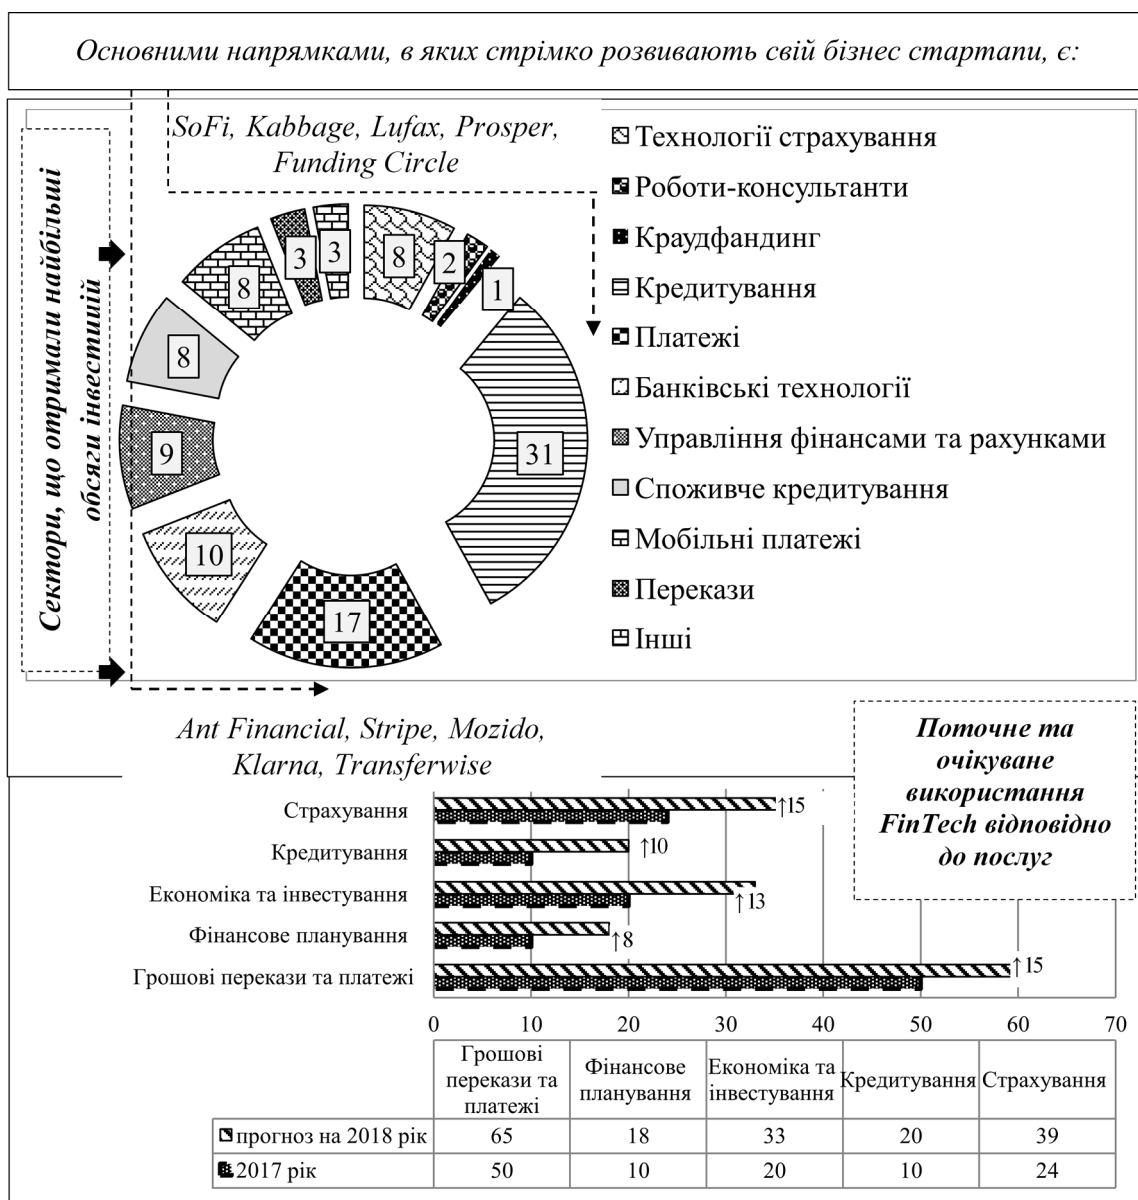 Основними напрямками, в яких стрімко розвивають свій бізнес стартапи, є:
Сектори, що отримали найбільші
обсяги інвестицій
SoFi, Kabbage, Lufax, Prosper,
Funding Circle
8
2
1
31
17
10
9
8
8
3
3
Технології страхування
Роботи-консультанти
Краудфандинг
Кредитування
Платежі
Банківські технології
Управління фінансами та рахунками
Споживче кредитування
Мобільні платежі
Перекази
Інші
Ant Financial, Stripe, Mozido,
Klarna, Transferwise
Поточне та
очікуване
використання
FinTech відповідно
до послуг
Страхування ↑15
Кредитування ↑10
Економіка та інвестування ↑13
Фінансове планування ↑8
Грошові перекази та платежі ↑15
0 10 20 30 40 50 60 70
Грошові перекази та платежі Фінансове планування Економіка та інвестування Кредитування Страхування
прогноз на 2018 рік 65 18 33 20 39
2017 рік 50 10 20 10 24